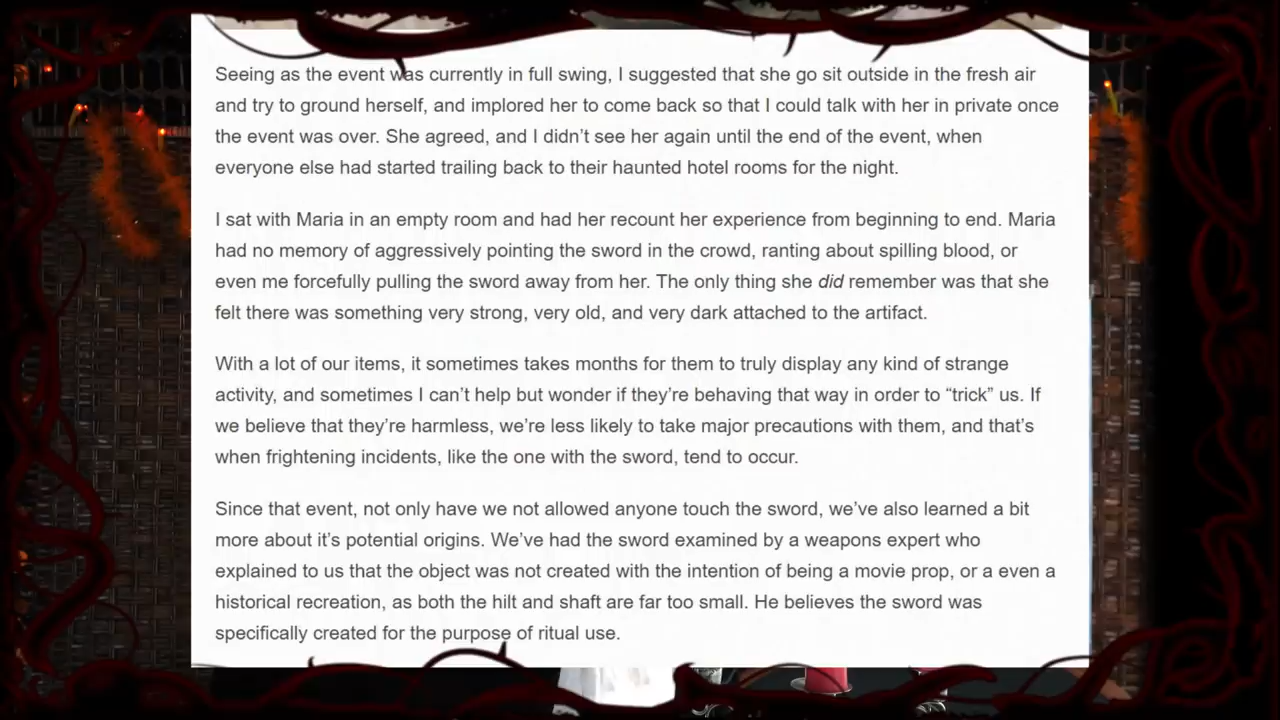 Seeing as the event was currently in full swing, I suggested that she go sit outside in the fresh air
and try to ground herself, and implored her to come back so that I could talk with her in private once
the event was over. She agreed, and I didn’t see her again until the end of the event, when
everyone else had started trailing back to their haunted hotel rooms for the night.
I sat with Maria in an empty room and had her recount her experience from beginning to end. Maria
had no memory of aggressively pointing the sword in the crowd, ranting about spilling blood, or
even me forcefully pulling the sword away from her. The only thing she did remember was that she
felt there was something very strong, very old, and very dark attached to the artifact.
With a lot of our items, it sometimes takes months for them to truly display any kind of strange
activity, and sometimes I can’t help but wonder if they’re behaving that way in order to “trick” us. If
we believe that they’re harmless, we’re less likely to take major precautions with them, and that’s
when frightening incidents, like the one with the sword, tend to occur.
Since that event, not only have we not allowed anyone touch the sword, we’ve also learned a bit
more about it’s potential origins. We’ve had the sword examined by a weapons expert who
explained to us that the object was not created with the intention of being a movie prop, or a even a
historical recreation, as both the hilt and shaft are far too small. He believes the sword was
specifically created for the purpose of ritual use.